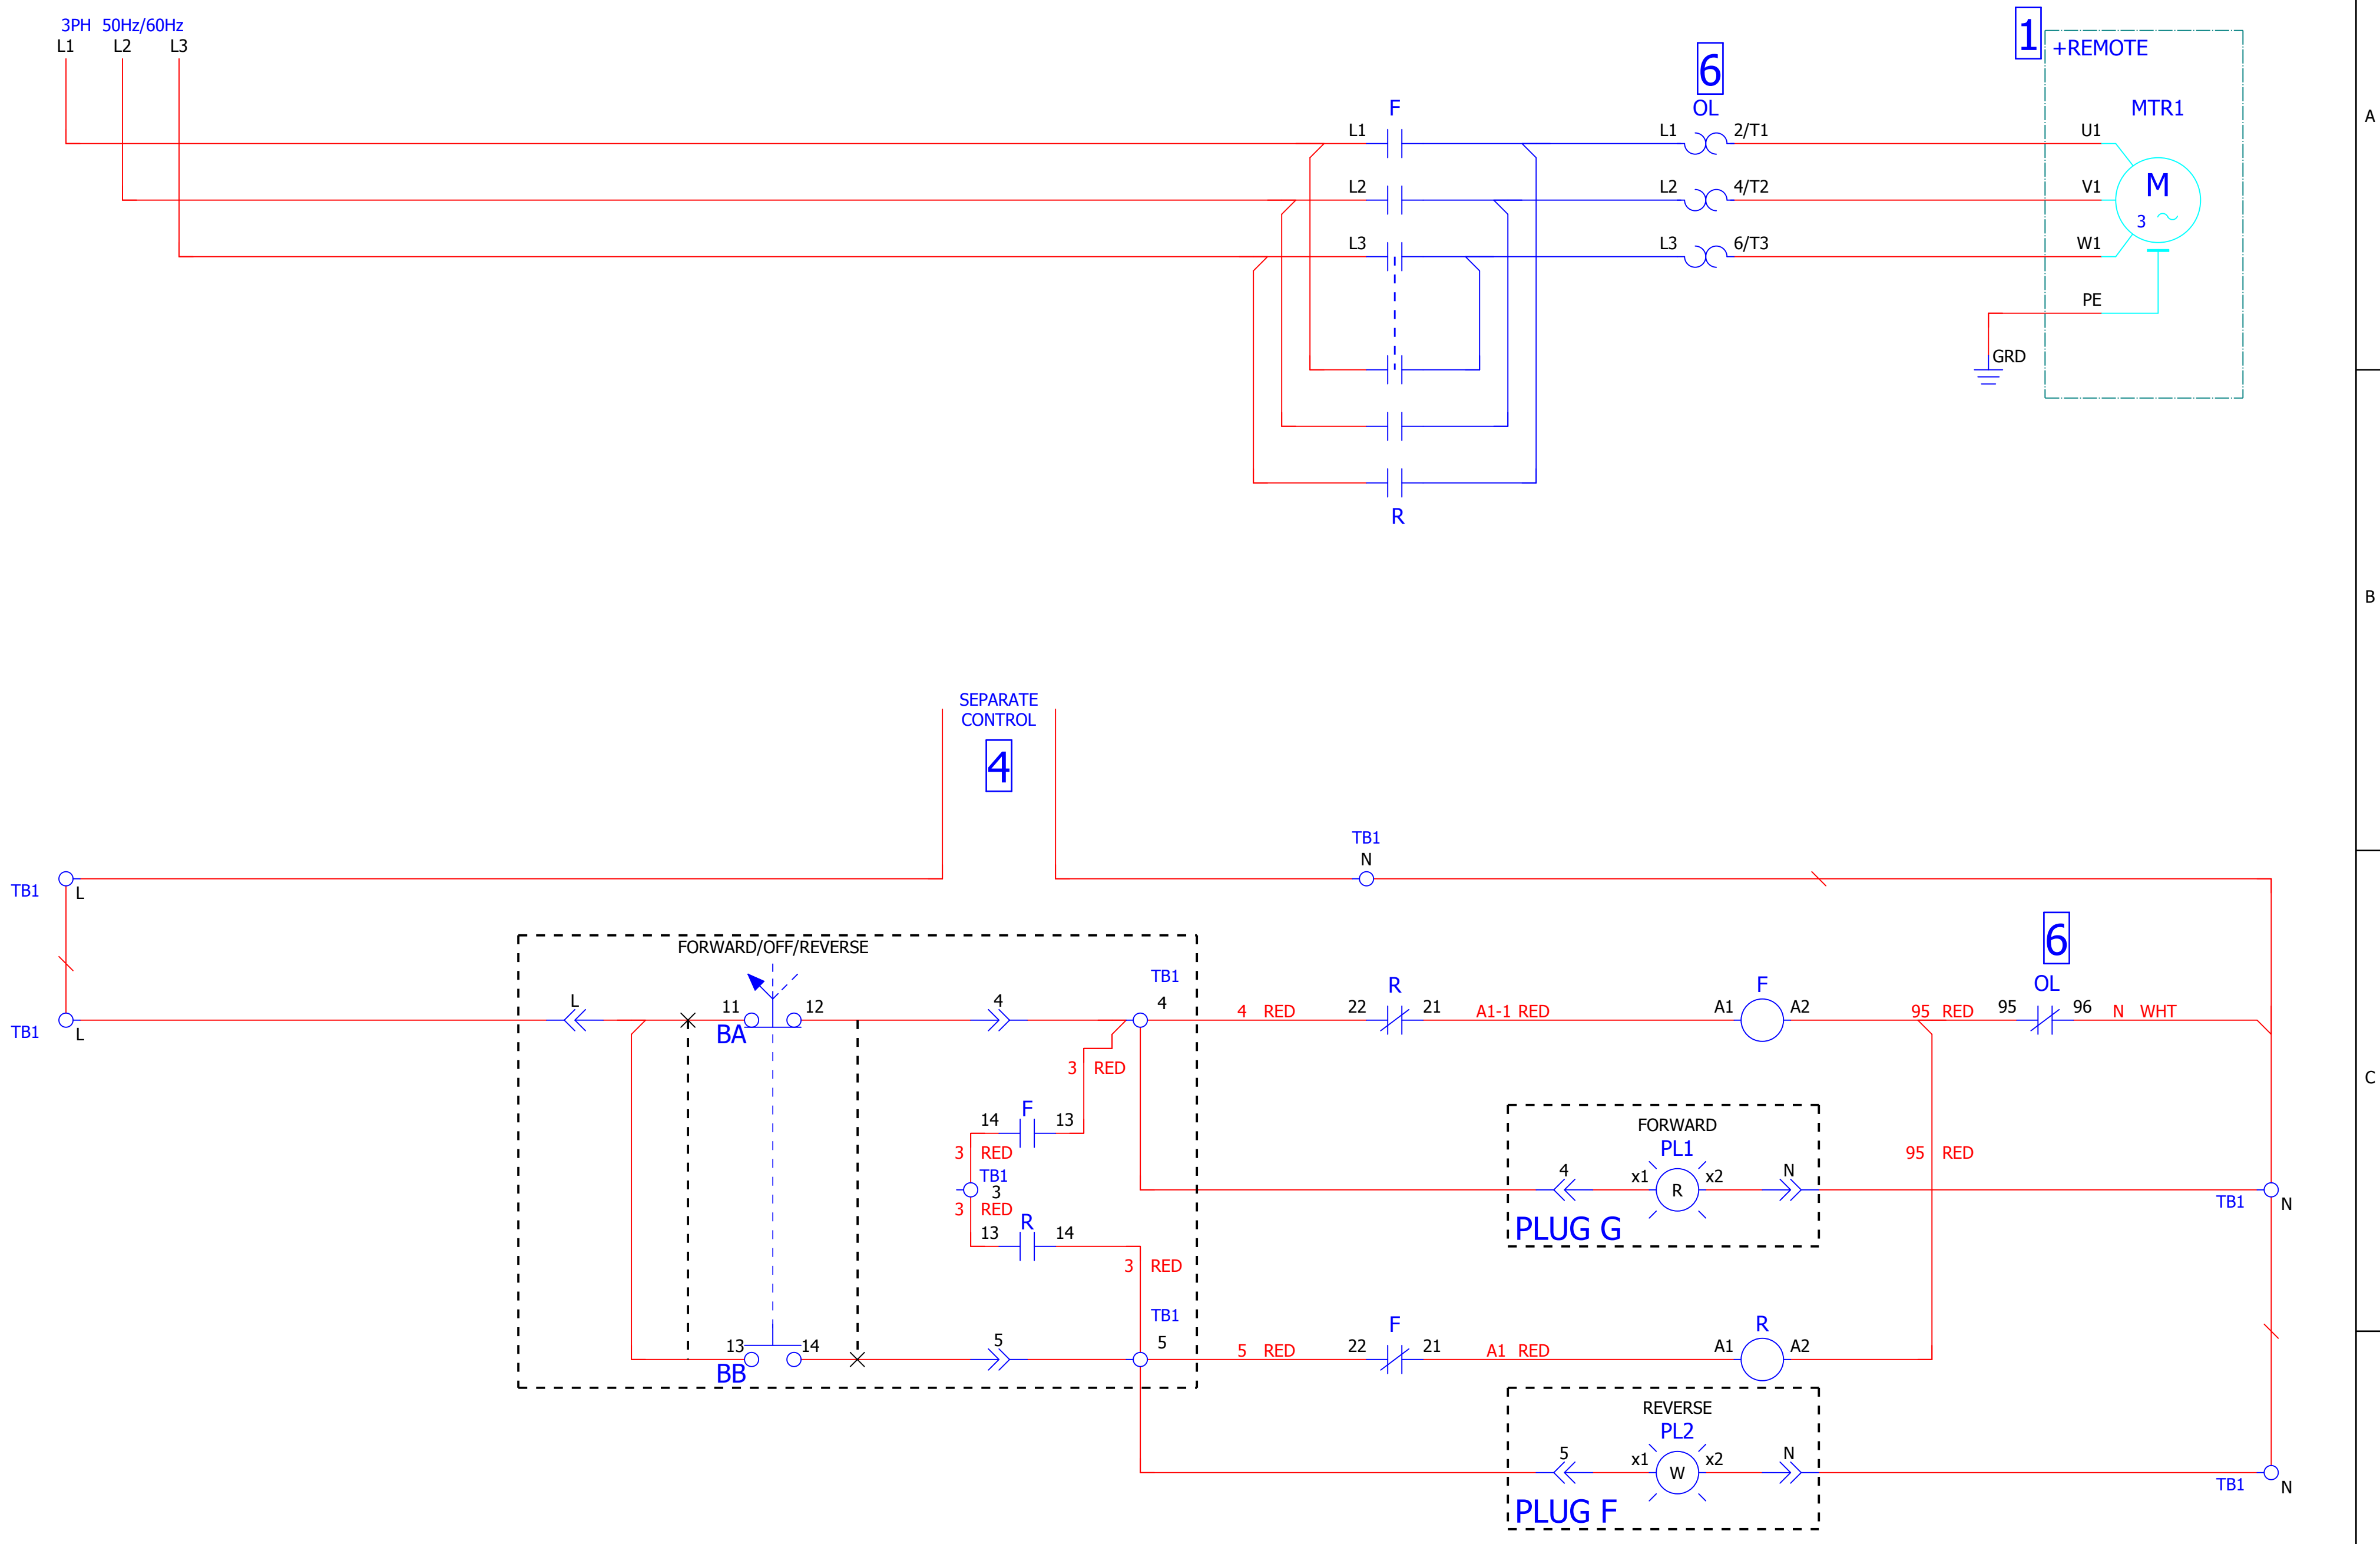 3PH 50Hz/60Hz
L1 L2 L3
1
+REMOTE
6
F
OL
MTR1
A
L1
L1
2/T1
U1
L2
L2
4/T2
V1
M
3
L3
L3
6/T3
W1
PE
GRD
R
B
SEPARATE
CONTROL
4
TB1
N
TB1
L
6
FORWARD/OFF/REVERSE
TB1
4
R
F
OL
L
11
12
4
4 RED
22
21
A1-1 RED
A1
A2
95 RED
95
96
N WHT
TB1
L
BA
3 RED
C
F
14
13
FORWARD
PL1
3 RED
95 RED
TB1
3
4
x1
R
x2
N
3 RED
TB1
N
R
13
14
PLUG G
3 RED
TB1
5
F
R
13
14
5
5 RED
22
21
A1 RED
A1
A2
BB
REVERSE
PL2
5
x1
W
x2
N
TB1
N
PLUG F